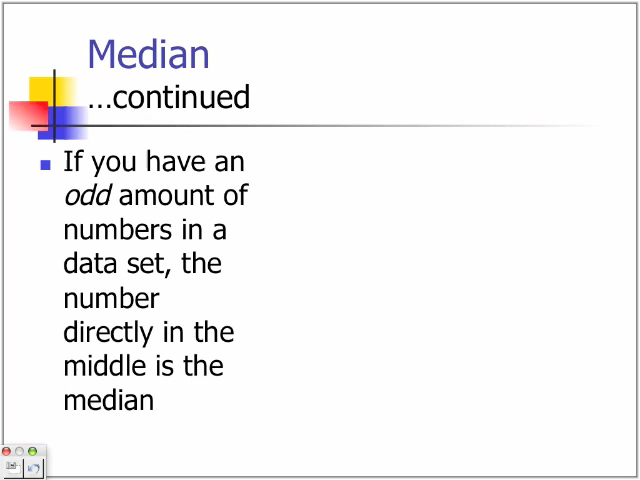 Median
...continued
If you have an
odd amount of
numbers in a
data set, the
number
directly in the
middle is the
median